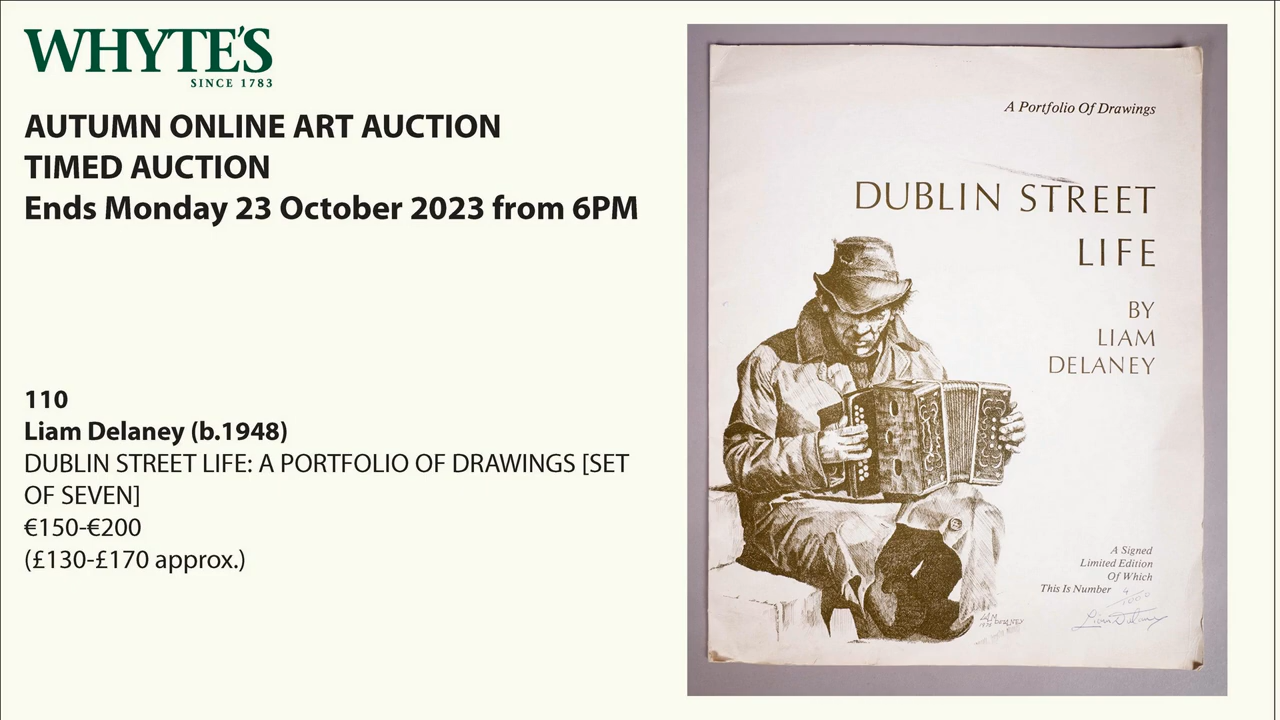 WHYTE'S
SINCE 1783
AUTUMN ONLINE ART AUCTION
TIMED AUCTION
Ends Monday 23 October 2023 from 6PM
110
Liam Delaney (b.1948)
DUBLIN STREET LIFE: A PORTFOLIO OF DRAWINGS [SET
OF SEVEN]
€150-€200
(£130-£170 approx.)
A Portfolio Of Drawings
DUBLIN STREET
LIFE
BY
LIAM
DELANEY
A Signed
Limited Edition
Of Which
This Is Number
Liam Delaney